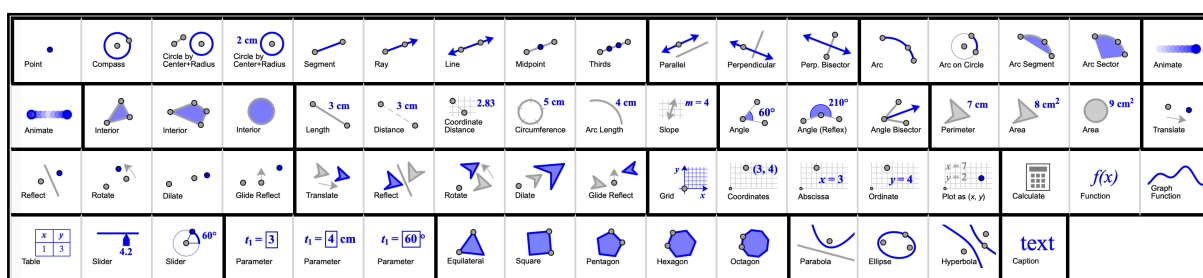 Point
Compass
Circle by
Center+Radius
2 cm
Circle by
Center+Radius
Segment
Ray
Line
Midpoint
Thirds
Parallel
Perpendicular
Perp. Bisector
Arc
Arc on Circle
Arc Segment
Arc Sector
Animate
Animate
Interior
Interior
Interior
3 cm
Length
3 cm
Distance
2.83
Coordinate
Distance
5 cm
Circumference
4 cm
Arc Length
m = 4
Slope
60°
Angle
210°
Angle (Reflex)
Angle Bisector
7 cm
Perimeter
8 cm²
Area
9 cm²
Area
Translate
Reflect
Rotate
Dilate
Glide Reflect
Translate
Reflect
Rotate
Dilate
Glide Reflect
y
x
Grid
(3, 4)
Coordinates
x = 3
Abscissa
y = 4
Ordinate
x = 7
y = 2
Plot as (x, y)
Calculate
f(x)
Function
Graph
Function
x y
1 3
Table
4.2
Slider
60°
Slider
t₁ = 3
Parameter
t₁ = 4 cm
Parameter
t₁ = 60°
Parameter
Equilateral
Square
Pentagon
Hexagon
Octagon
Parabola
Ellipse
Hyperbola
text
Caption